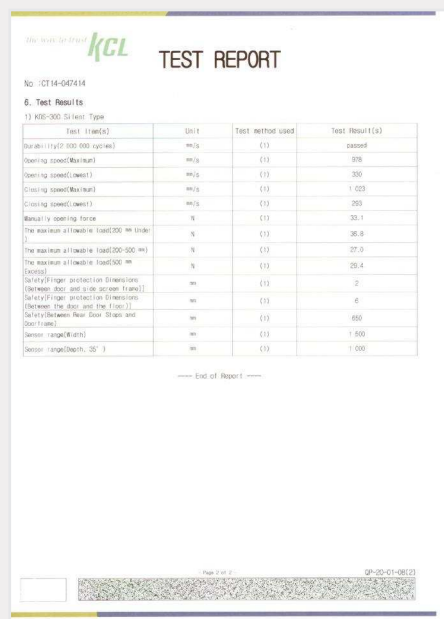 The way to trust KCL
TEST REPORT
No :CT14-047414
6. Test Results
1) KDS-300 Silent Type
Test item(s) Unit Test method used Test Result(s)
Durability(2 000 000 cycles) mm/s (1) passed
Opening speed(Maximum) mm/s (1) 978
Opening speed(Lowest) mm/s (1) 330
Closing speed(Maximum) mm/s (1) 1 023
Closing speed(Lowest) mm/s (1) 293
Manually opening force N (1) 33.1
The maximum allowable load(200 mm Under
) N (1) 36.8
The maximum allowable load(200-500 mm) N (1) 27.0
The maximum allowable load(500 mm
Excess) N (1) 29.4
Safety[Finger protection Dimensions
(Between door and side screen frame)] mm (1) 2
Safety[Finger protection Dimensions
(Between the door and the floor)] mm (1) 6
Safety(Between Rear Door Stops and
Doorframe) mm (1) 650
Sensor range(Width) mm (1)
Sensor range(Depth, 35° ) mm (1) 1 000
── End of Report ──
Page 2 of 2
QP-20-01-08(2)